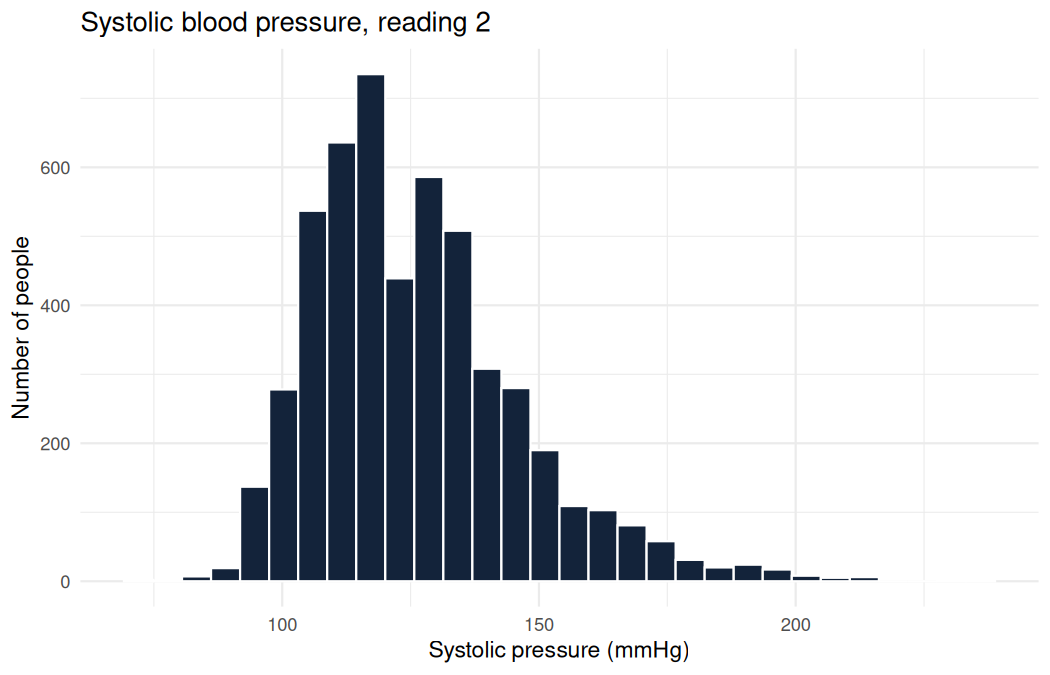 Systolic blood pressure, reading 2
Number of people
600
400
200
0
100
150
200
Systolic pressure (mmHg)